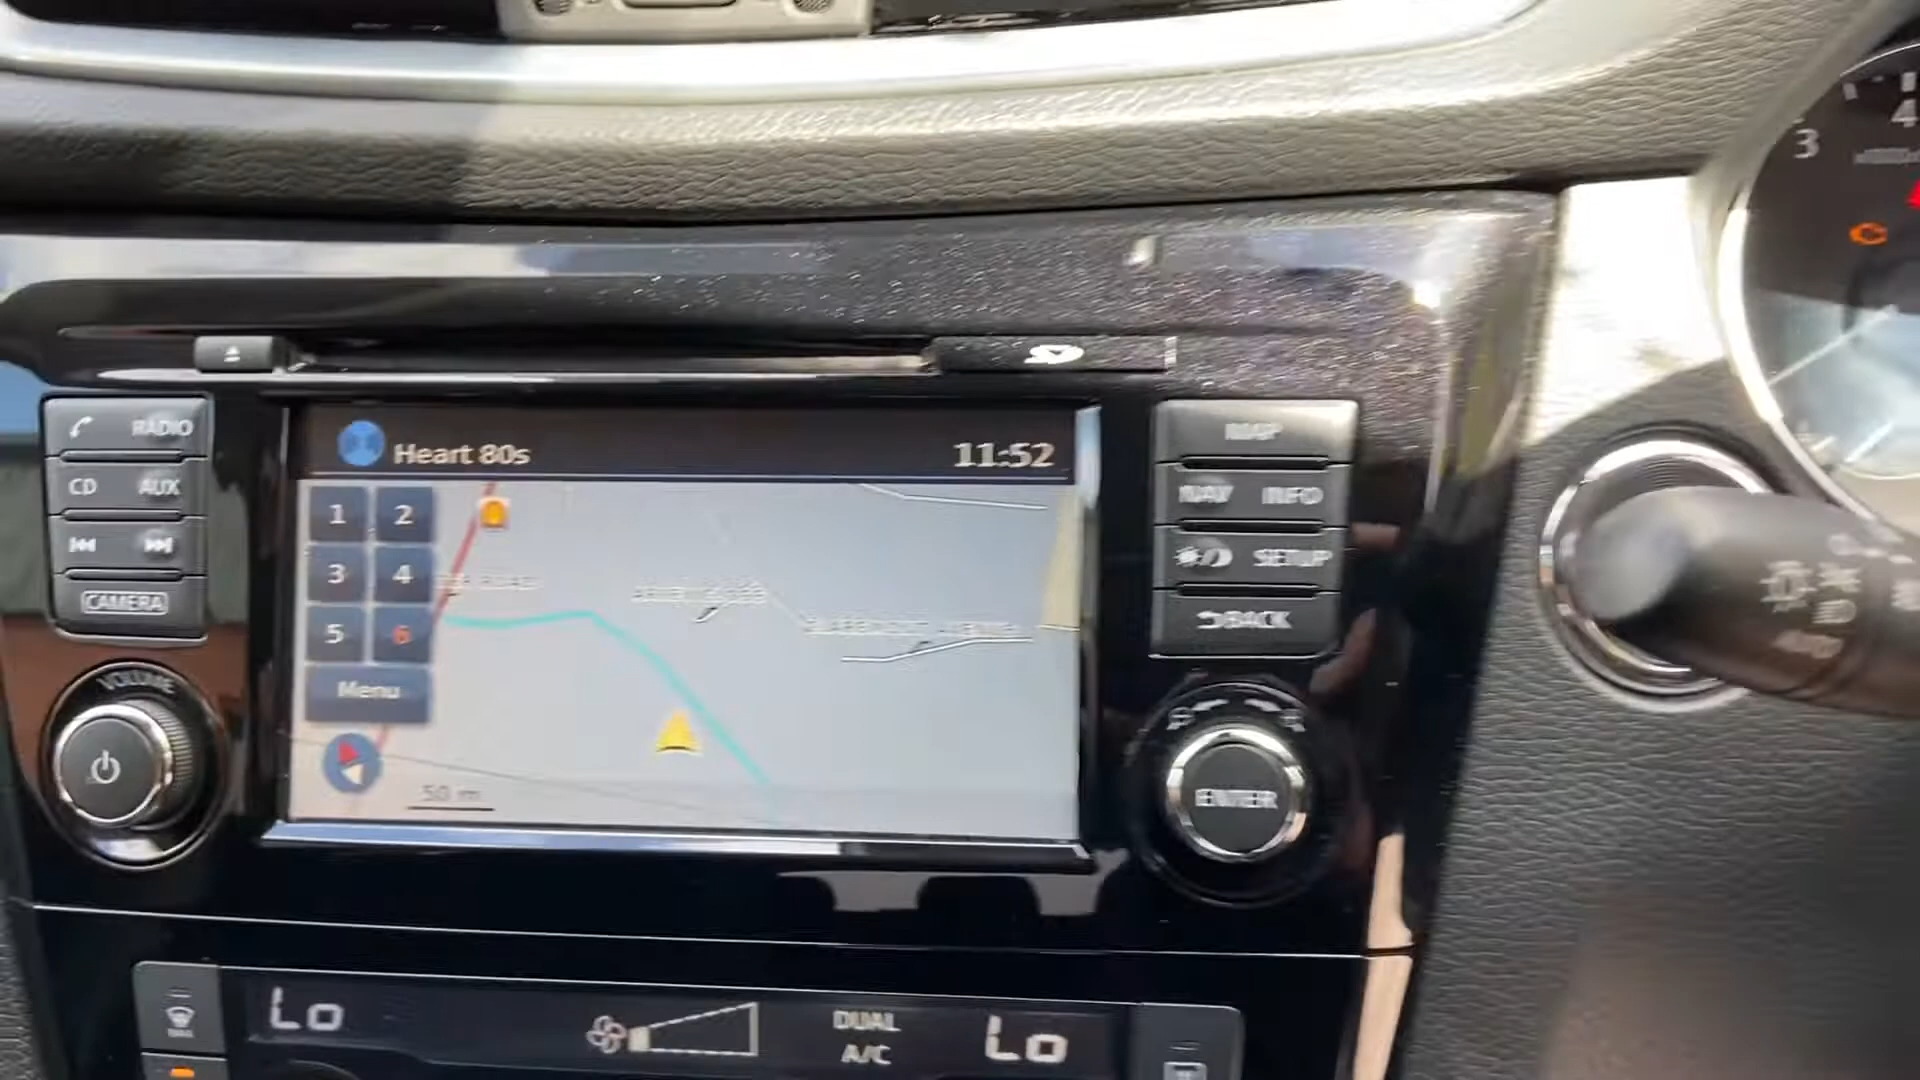 4
3
RADIO
CD AUX
CAMERA
VOLUME
Heart 80s
11:52
1 2
3 4
5 6
Menu
50 m
MAP
NAV INFO
SETUP
BACK
ENTER
AUTO
Lo
DUAL
A/C
Lo